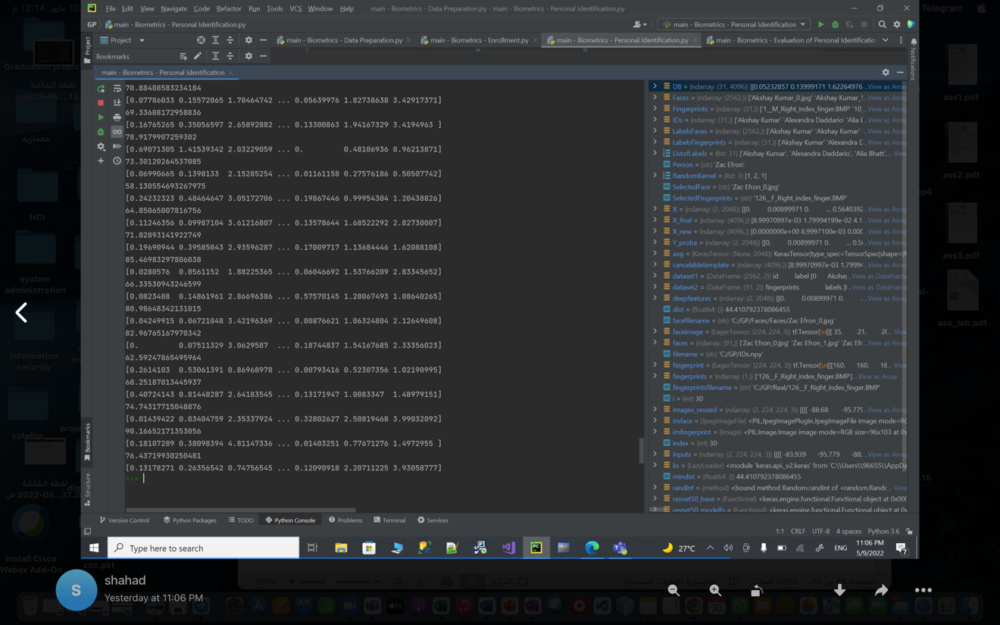 File Edit View Navigate Code Refactor Run Tools VCS Window Help main - Biometrics - Data Preparation.py - main - Biometrics - Personal Identification.py
GP main - Biometrics - Personal Identification.py
main - Biometrics - Personal Identification
Telegram
Project
main - Biometrics - Data Preparation.py
main - Biometrics - Enrollment.py
main - Biometrics - Personal Identification.py
main - Biometrics - Evaluation of Personal Identificatio
Bookmarks
main - Biometrics - Personal Identification
70.88408583234184
[0.07786033 0.15572065 1.70464742 ... 0.05639976 1.82738638 3.42917371]
69.33608172958836
[0.16765265 0.35056597 2.65892882 ... 0.13300863 1.94167329 3.4194963 ]
78.9179907259302
[0.69071305 1.41539342 2.03229059 ... 0. 0.48106936 0.96213871]
73.30120264537085
[0.06990665 0.1398133 2.15285254 ... 0.01161158 0.27576186 0.50507742]
58.130554693267975
[0.24232323 0.48464647 3.05172706 ... 0.19867446 0.99954304 1.20438826]
64.85065007816756
[0.11246356 0.09987104 3.61216807 ... 0.13578644 1.68522292 2.82730007]
71.82893141922749
[0.19690944 0.39585043 2.93596287 ... 0.17009717 1.13684446 1.62088108]
85.46983297806038
[0.0280576 0.0561152 1.88225365 ... 0.06046692 1.53766209 2.83345652]
66.33530943246599
[0.0823488 0.14861961 2.86696386 ... 0.57570145 1.28067493 1.08640265]
80.98648342131015
[0.04249915 0.06721048 3.42196369 ... 0.00876621 1.06324804 2.12649608]
82.96765167970342
[0. 0.07511329 3.0629587 ... 0.18744837 1.54167685 2.33356023]
62.59247865495964
[0.2614103 0.53061391 0.86968978 ... 0.00793416 0.52307356 1.02190995]
68.25187013445937
[0.40724143 0.81448287 2.64183545 ... 0.13171947 1.0083347 1.48979151]
74.74317715048876
[0.01439422 0.03404759 2.35337924 ... 0.32802627 2.50819468 3.99032092]
90.16652171353056
[0.18107289 0.38098394 4.81147336 ... 0.01403251 0.77671276 1.4972955 ]
76.43719930250481
[0.13178271 0.26356542 0.74756545 ... 0.12090918 2.20711225 3.93058777]
>>>
DB = {ndarray: (31, 4096)} [[0.05232857 0.13999171 1.62264976...View as Array
Faces = {ndarray: (2562,)} ['Akshay Kumar_0.jpg' 'Akshay Kumar_1...View as Array
Fingerprints = {ndarray: (31,)} ['1__M_Right_index_finger.BMP' '10_...View as Array
IDs = {ndarray: (31,)} ['Akshay Kumar' 'Alexandra Daddario' 'Alia E...View as Array
LabelsFaces = {ndarray: (2562,)} ['Akshay Kumar' 'Akshay Kumar' ...View as Array
LabelsFingerprints = {ndarray: (31,)} ['Akshay Kumar' 'Alexandra D...View as Array
ListofLabels = {list: 31} ['Akshay Kumar', 'Alexandra Daddario', 'Alia Bhatt',... View
Person = {str} 'Zac Efron'
RandomKernel = {list: 3} [1, 2, 1]
SelectedFace = {str} 'Zac Efron_0.jpg'
SelectedFingerprints = {str} '126__F_Right_index_finger.BMP'
X = {ndarray: (2, 2048)} [[0. 0.00899971 0. ... 0.5640392...View as Array
X_final = {ndarray: (4096,)} [8.99970997e-03 1.79994199e-02 4.1...View as Array
X_new = {ndarray: (4096,)} [0.0000000e+00 8.9997100e-03 0.000...View as Array
Y_proba = {ndarray: (2, 2048)} [[0. 0.00899971 0. ... 0.5(...View as Array
avg = {KerasTensor: (None, 2048)} KerasTensor(type_spec=TensorSpec(shape=(N
cancelabletemplate = {ndarray: (4096,)} [8.99970997e-03 1.7999...View as Array
dataset1 = {DataFrame: (2562, 2)} id label [0 Akshay...View as DataFrame
dataset2 = {DataFrame: (31, 2)} fingerprints labels [(...View as DataFrame
deepfeatures = {ndarray: (2, 2048)} [[0. 0.00899971 0. ...View as Array
dist = {float64: ()} 44.410792378086455
facefilename = {str} 'C:/GP/Faces/Faces/Zac Efron_0.jpg'
faceimage = {EagerTensor: (224, 224, 3)} tf.Tensor(\n[[[ 35. 21. 2(... View
faces = {ndarray: (91,)} ['Zac Efron_0.jpg' 'Zac Efron_1.jpg' 'Zac Efr...View as Array
filename = {str} 'C:/GP/IDs.npy'
fingerprint = {EagerTensor: (224, 224, 3)} tf.Tensor(\n[[[160. 160. 16... View
fingerprints = {ndarray: (1,)} ['126__F_Right_index_finger.BMP'] ...View as Array
fingerprintsfilename = {str} 'C:/GP/Real/126__F_Right_index_finger.BMP'
i = {int} 30
images_resized = {ndarray: (2, 224, 224, 3)} [[[[ -88.68 -95.779...View as Array
imface = {JpegImageFile} <PIL.JpegImagePlugin.JpegImageFile image mode=RG
imfingerprint = {Image} <PIL.Image.Image image mode=RGB size=96x103 at 0x
index = {int} 30
inputs = {ndarray: (2, 224, 224, 3)} [[[[ -83.939 -95.779 -88....View as Array
ks = {LazyLoader} <module 'keras.api._v2.keras' from 'C:\\Users\\96655\\AppDa
mindist = {float64: ()} 44.410792378086455
randint = {method} <bound method Random.randint of <random.Rando... View
resnet50_base = {Functional} <keras.engine.functional.Functional object at 0x000
Notifications
Project
Bookmarks
Structure
Version Control Python Packages TODO Python Console Problems Terminal Services
1:1 CRLF UTF-8 4 spaces Python 3.6
Type here to search
27°C
ENG
11:06 PM
5/9/2022
7
معمارية
HCI
system
administration
information
security
satelite
لقطة الشاشة
Install Cisco
Webex Add-On
ccc.pkt
ass1.pdf
ass2.pdf
ass3.pdf
ass_lab.pdf
S
shahad
Yesterday at 11:06 PM
151%